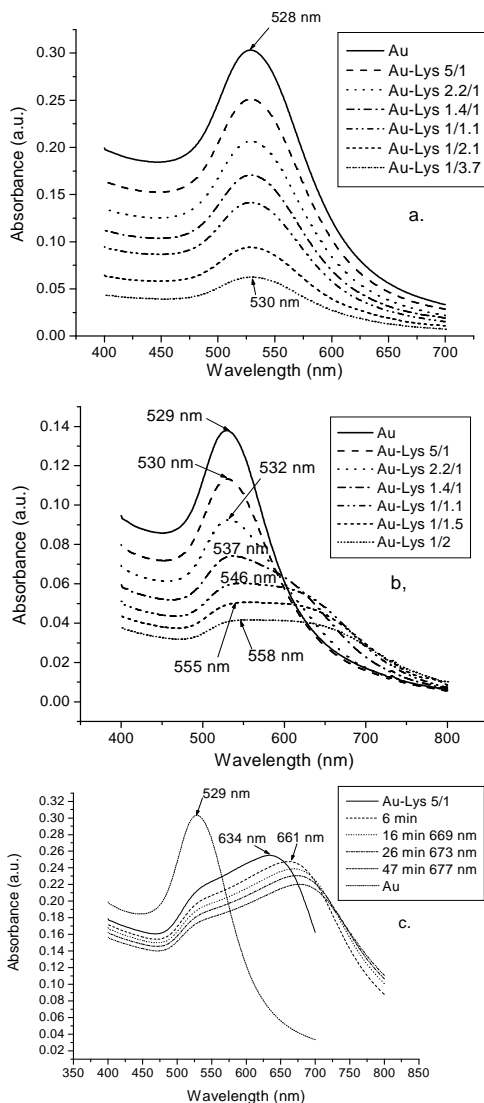 528 nm
0.30
0.25
0.20
0.15
0.10
0.05
0.00
Absorbance (a.u.)
Au
Au-Lys 5/1
Au-Lys 2.2/1
Au-Lys 1.4/1
Au-Lys 1/1.1
Au-Lys 1/2.1
Au-Lys 1/3.7
a.
530 nm
400 450 500 550 600 650 700
Wavelength (nm)
0.14
0.12
0.10
0.08
0.06
0.04
0.02
0.00
Absorbance (a.u.)
529 nm
530 nm
532 nm
537 nm
546 nm
555 nm
558 nm
Au
Au-Lys 5/1
Au-Lys 2.2/1
Au-Lys 1.4/1
Au-Lys 1/1.1
Au-Lys 1/1.5
Au-Lys 1/2
b,
400 500 600 700 800
Wavelength (nm)
0.32
0.30
0.28
0.26
0.24
0.22
0.20
0.18
0.16
0.14
0.12
0.10
0.08
0.06
0.04
0.02
Absorbance (a.u.)
529 nm
634 nm
661 nm
Au-Lys 5/1
6 min
16 min 669 nm
26 min 673 nm
47 min 677 nm
Au
c.
350 400 450 500 550 600 650 700 750 800 850
Wavelength (nm)